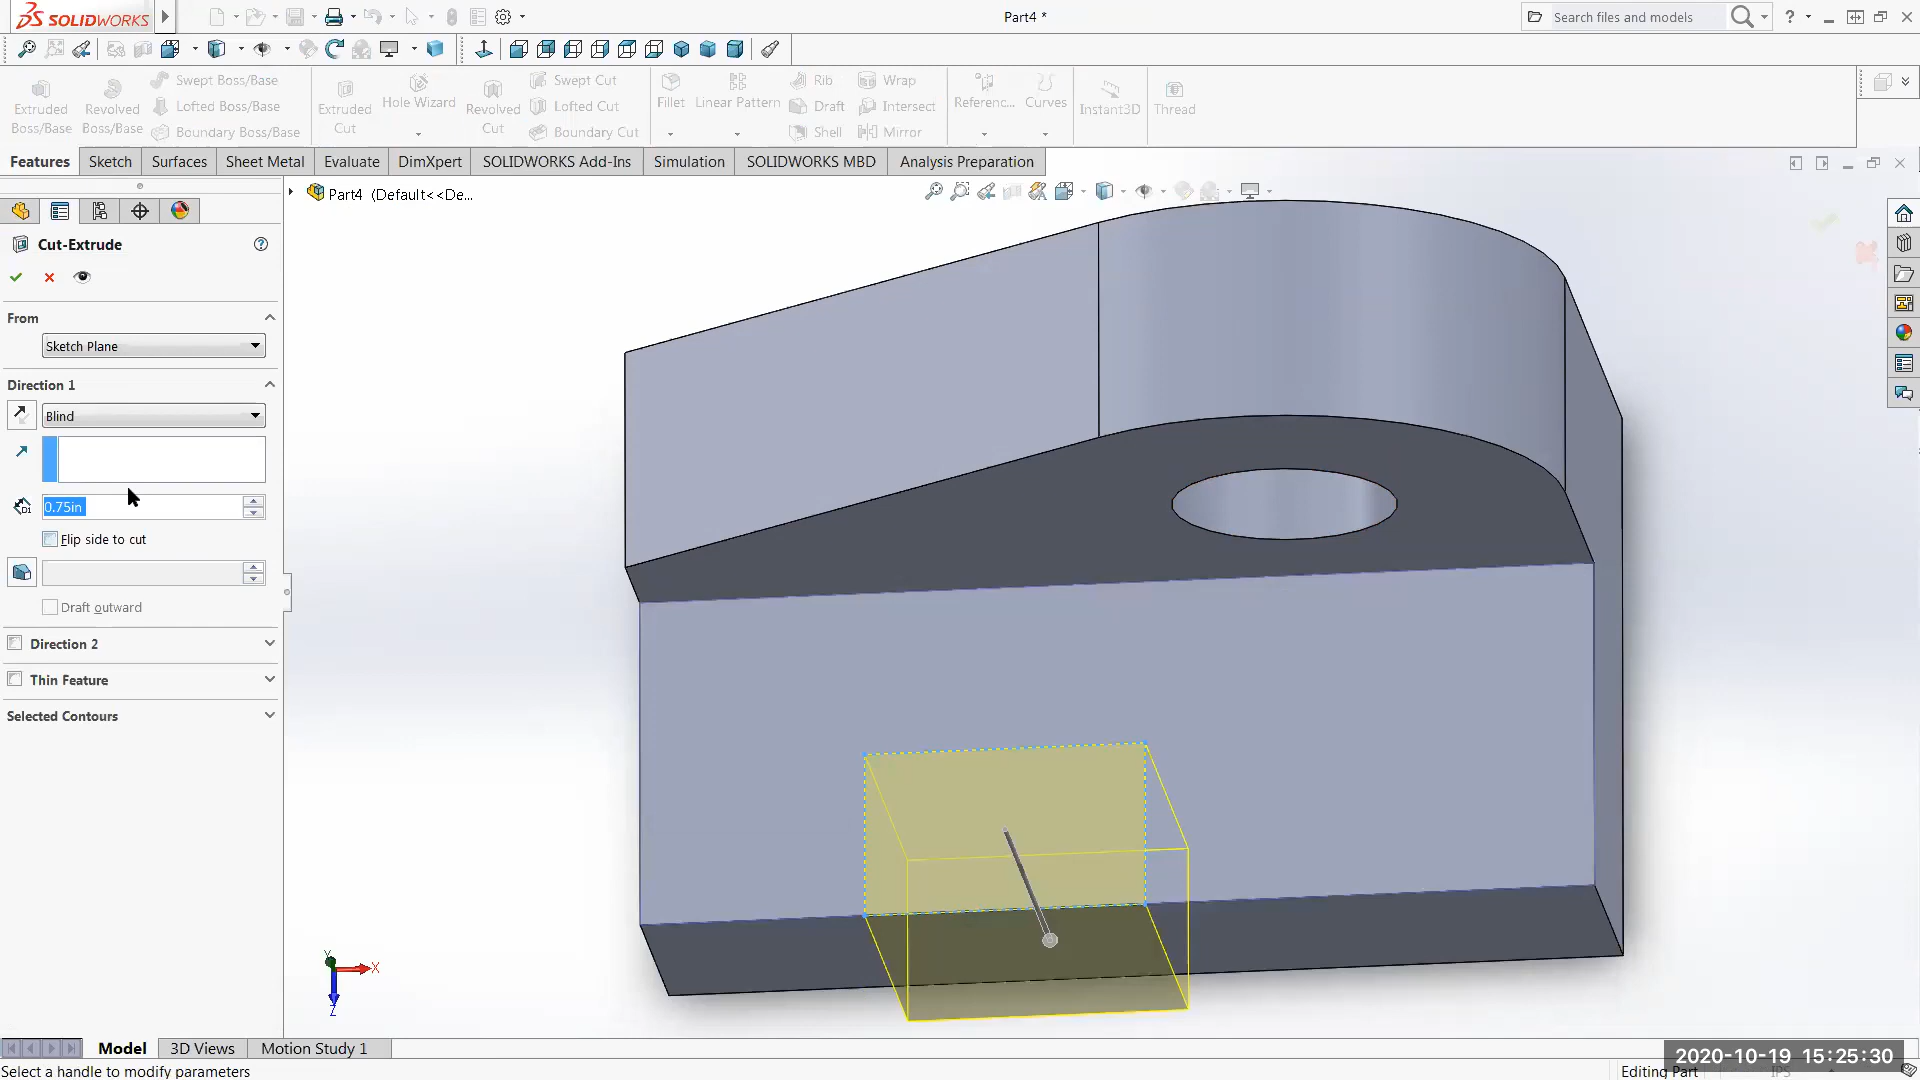 SOLIDWORKS
Part4 *
Search files and models
Extruded Boss/Base
Revolved Boss/Base
Swept Boss/Base
Lofted Boss/Base
Boundary Boss/Base
Extruded Cut
Hole Wizard
Revolved Cut
Swept Cut
Lofted Cut
Boundary Cut
Fillet
Linear Pattern
Rib
Draft
Shell
Wrap
Intersect
Mirror
Referenc...
Curves
Instant3D
Thread
Features
Sketch
Surfaces
Sheet Metal
Evaluate
DimXpert
SOLIDWORKS Add-Ins
Simulation
SOLIDWORKS MBD
Analysis Preparation
Part4 (Default<<De...
Cut-Extrude
From
Sketch Plane
Direction 1
Blind
D1
0.75in
Flip side to cut
Draft outward
Direction 2
Thin Feature
Selected Contours
Y
X
Z
Model
3D Views
Motion Study 1
2020-10-19 15:25:30
Select a handle to modify parameters
Editing Part
IPS